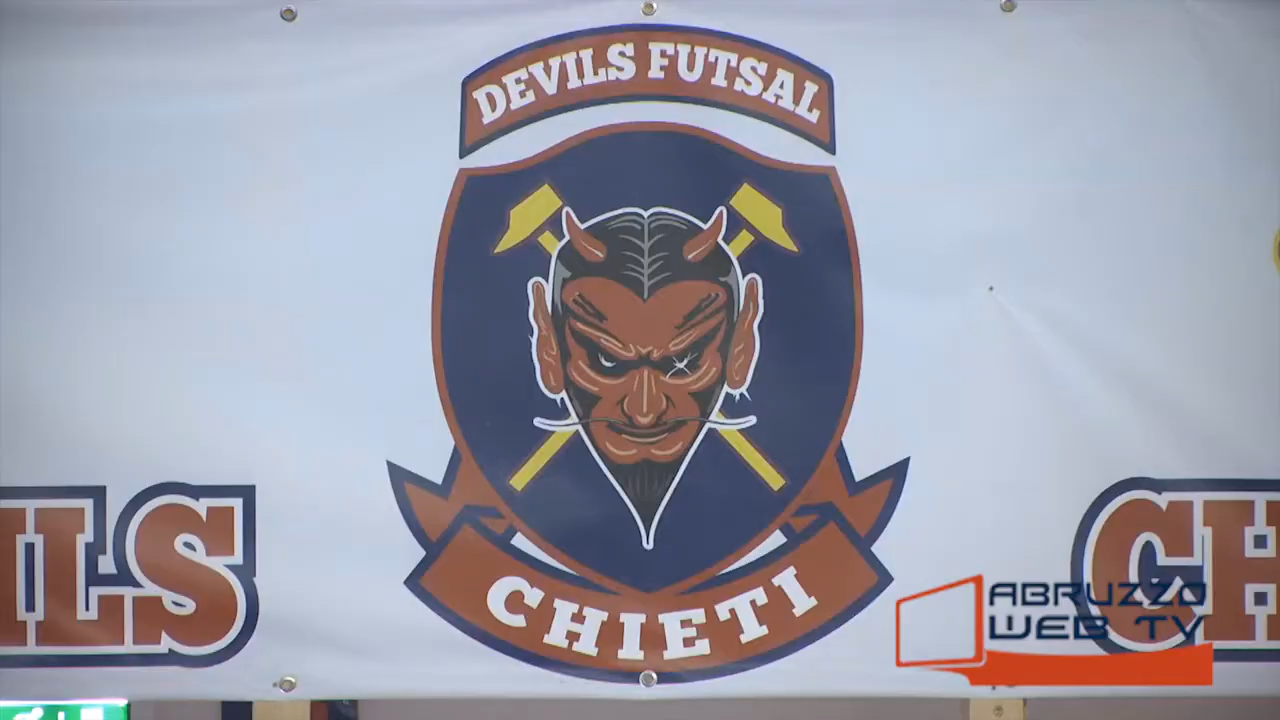 DEVILS FUTSAL
CHIETI
ILS
CH
ABRUZZO
WEB TV